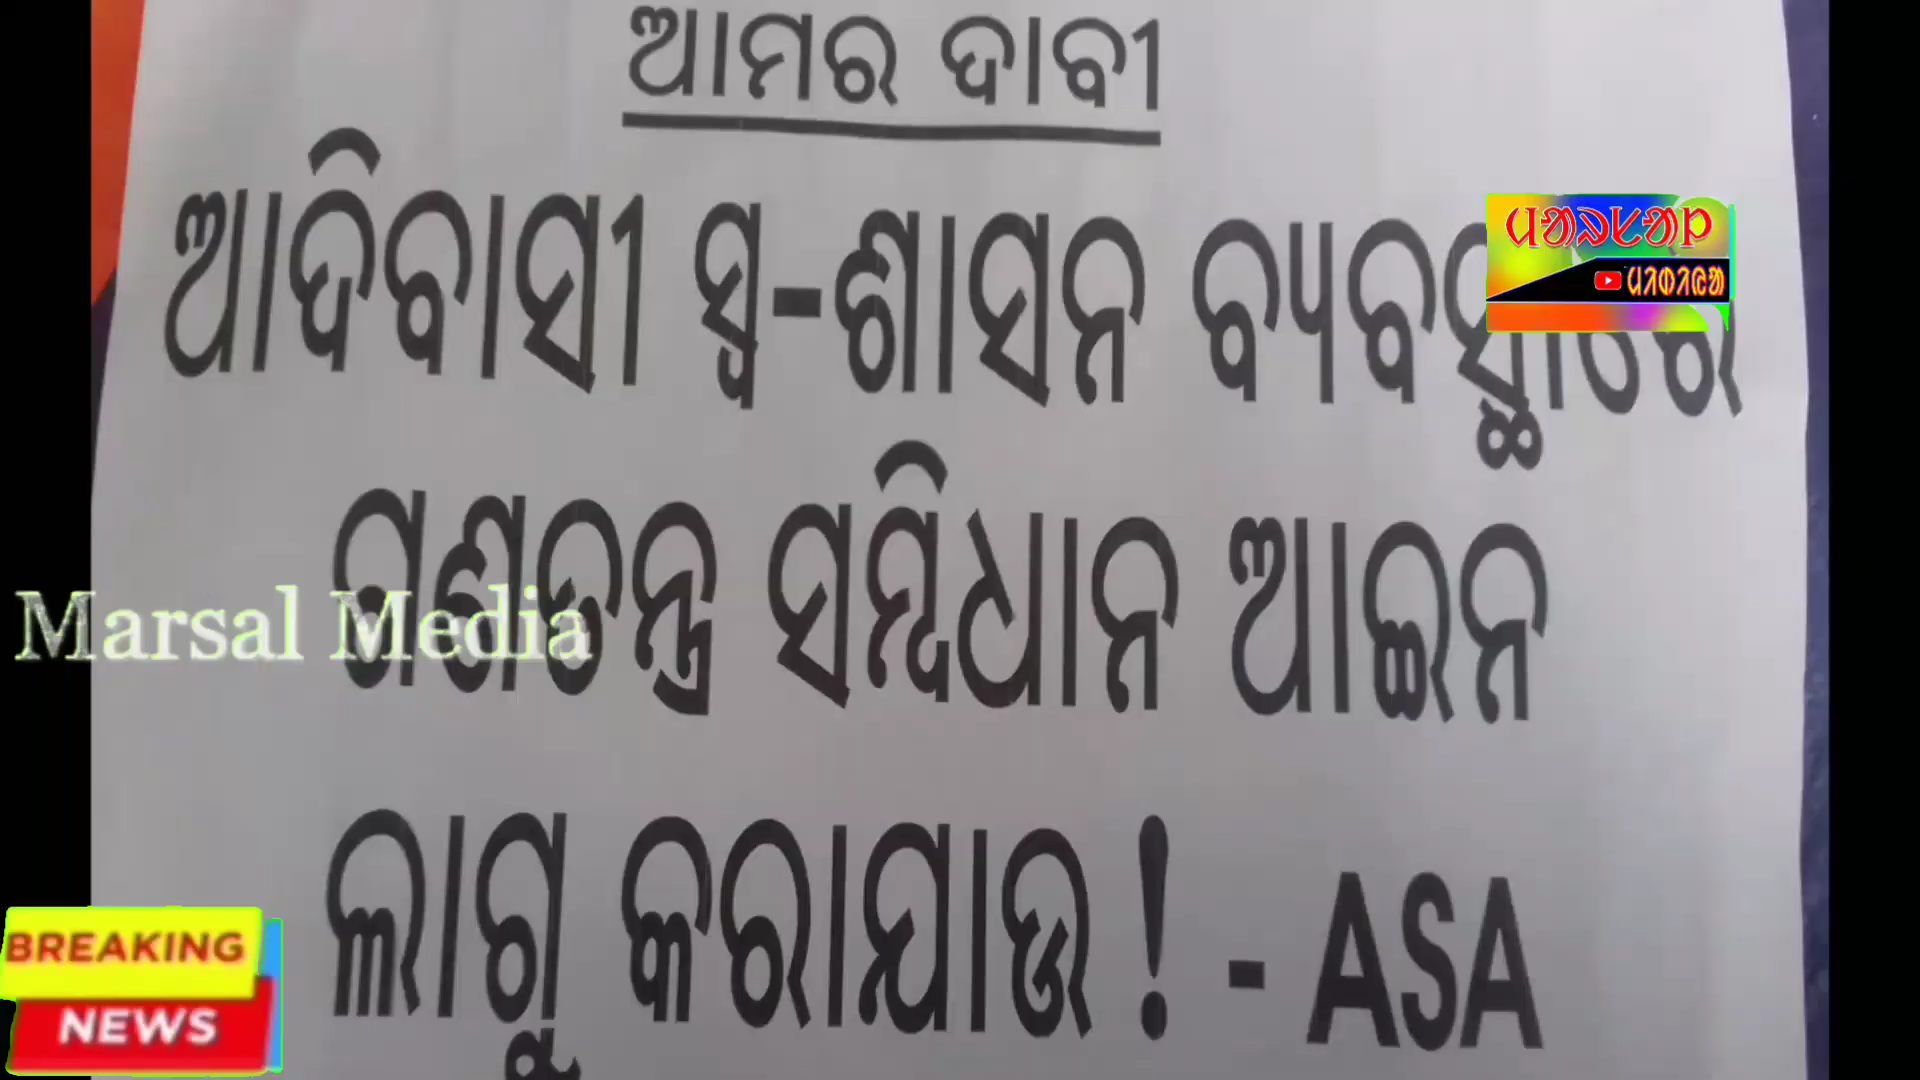 ଆମର ଦାବୀ
ଆଦିବାସୀ ସ୍ୱ-ଶାସନ ବ୍ୟବସ୍ଥାରେ
ଗଣତନ୍ତ୍ର ସମ୍ବିଧାନ ଆଇନ
ଲାଗୁ କରାଯାଉ ! - ASA
Marsal Media
BREAKING
NEWS